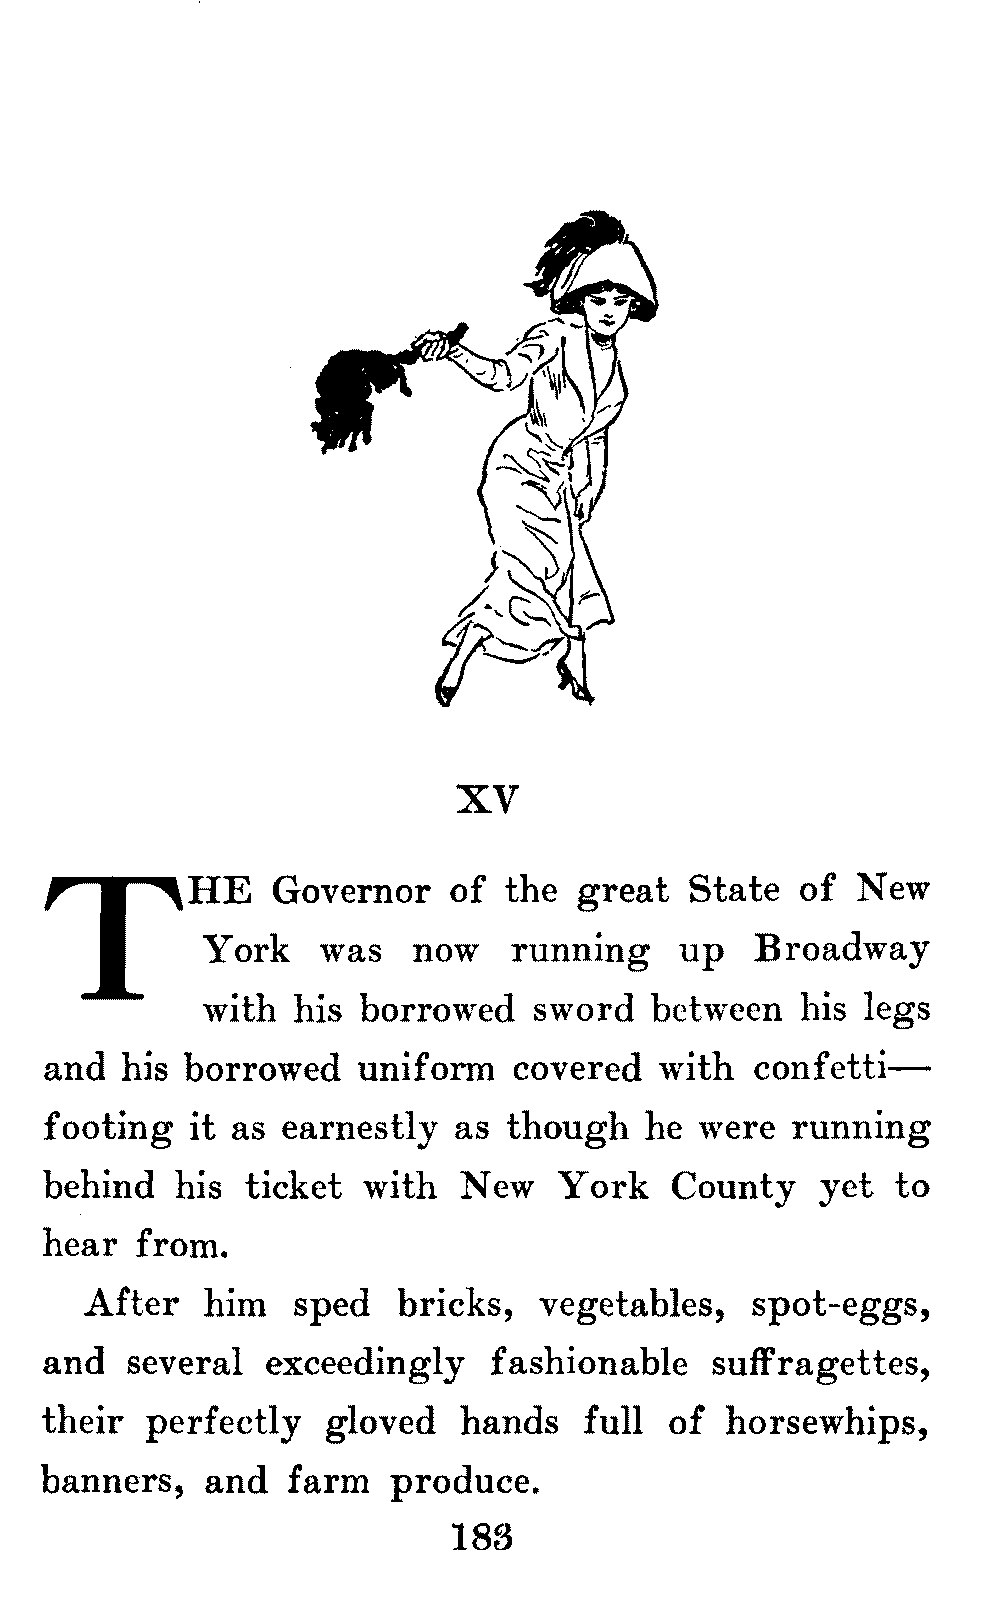 XV
THE Governor of the great State of New
York was now running up Broadway
with his borrowed sword between his legs
and his borrowed uniform covered with confetti—
footing it as earnestly as though he were running
behind his ticket with New York County yet to
hear from.
After him sped bricks, vegetables, spot-eggs,
and several exceedingly fashionable suffragettes,
their perfectly gloved hands full of horsewhips,
banners, and farm produce.
183